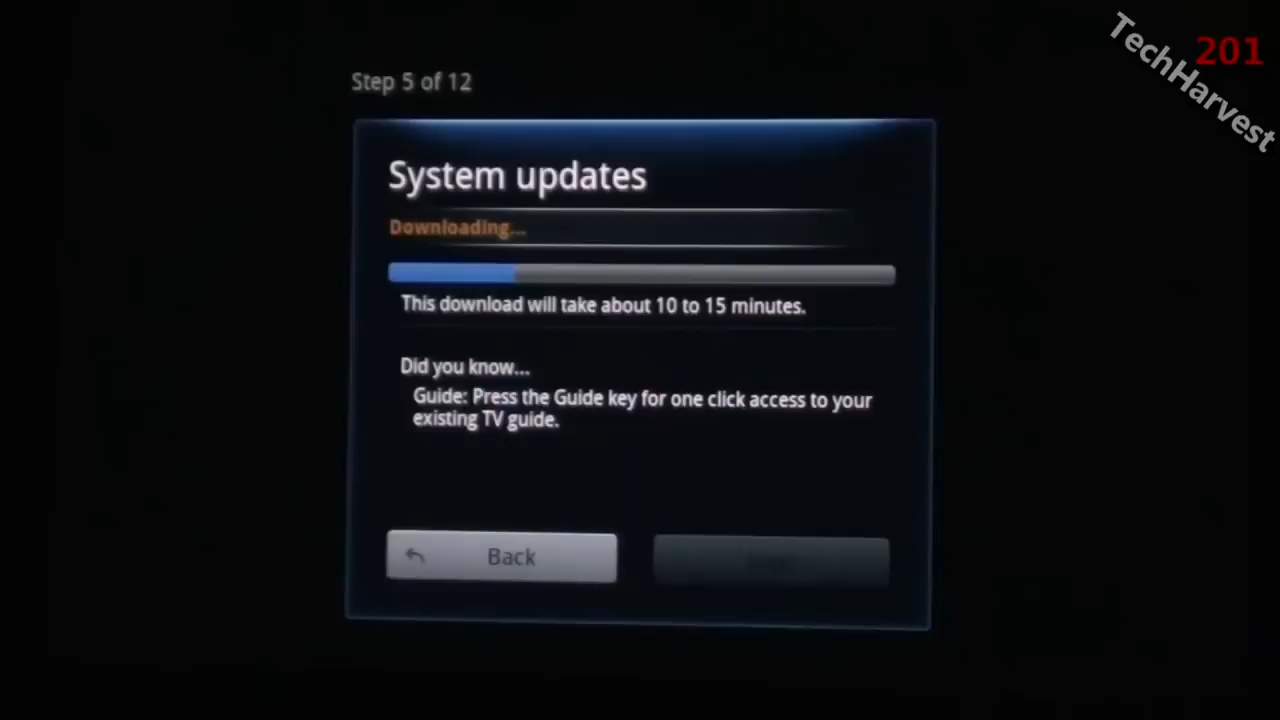 TechHarvest
201
Step 5 of 12
System updates
Downloading...
This download will take about 10 to 15 minutes.
Did you know...
Guide: Press the Guide key for one click access to your
existing TV guide.
Back